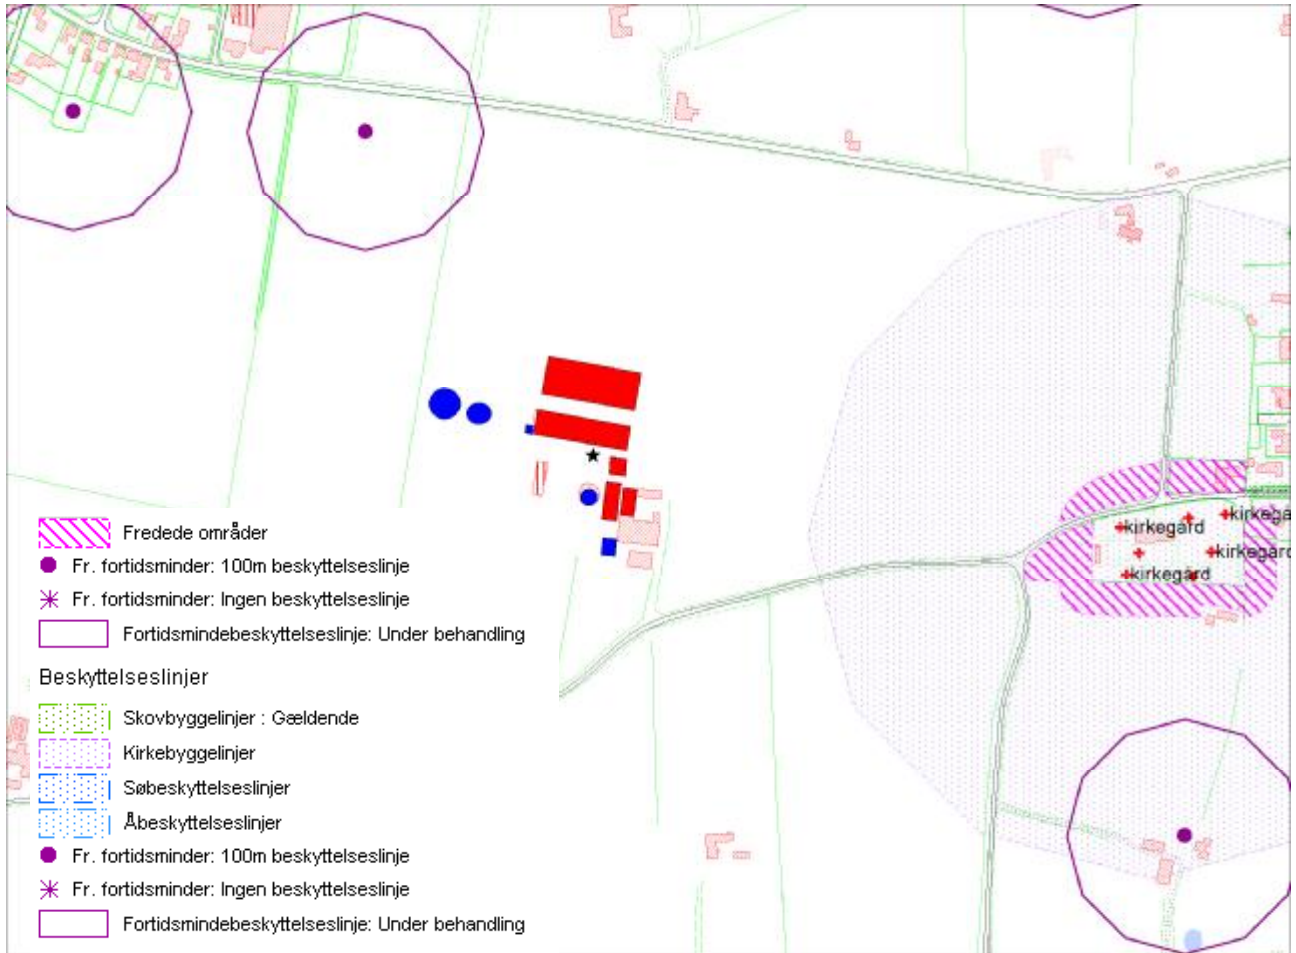 kirkegård
kirkega
kirkegård
kirkegård
Fredede områder
Fr. fortidsminder: 100m beskyttelseslinje
Fr. fortidsminder: Ingen beskyttelseslinje
Fortidsmindebeskyttelseslinje: Under behandling
Beskyttelseslinjer
Skovbyggelinjer : Gældende
Kirkebyggelinjer
Søbeskyttelseslinjer
Åbeskyttelseslinjer
Fr. fortidsminder: 100m beskyttelseslinje
Fr. fortidsminder: Ingen beskyttelseslinje
Fortidsmindebeskyttelseslinje: Under behandling